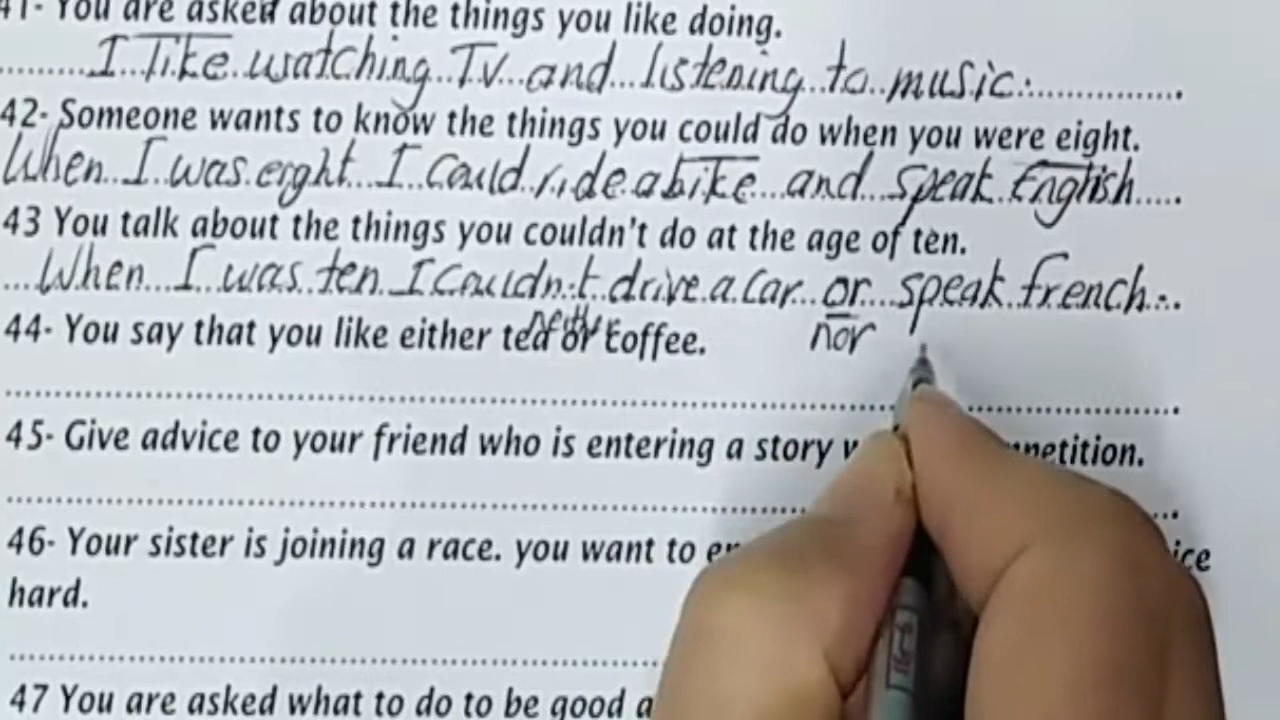 41- You are asked about the things you like doing.
I like watching TV and listening to music.
42- Someone wants to know the things you could do when you were eight.
When I was eight I could ride a bike and speak English
43 You talk about the things you couldn't do at the age of ten.
When I was ten I couldn't drive a car or speak french.
neither
nor
44- You say that you like either tea or coffee.
45- Give advice to your friend who is entering a story
46- Your sister is joining a race. you want to
hard.
47 You are asked what to do to be good